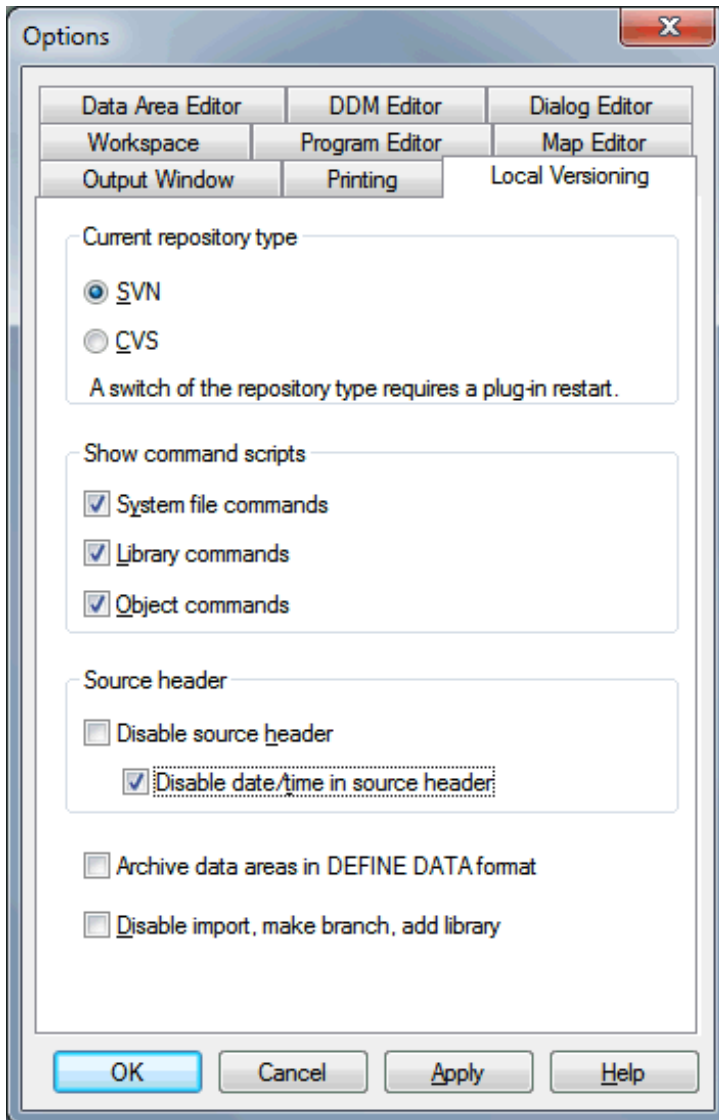 Options
Data Area Editor DDM Editor Dialog Editor
Workspace Program Editor Map Editor
Output Window Printing Local Versioning
Current repository type
SVN
CVS
A switch of the repository type requires a plug-in restart.
Show command scripts
System file commands
Library commands
Object commands
Source header
Disable source header
Disable date/time in source header
Archive data areas in DEFINE DATA format
Disable import, make branch, add library
OK Cancel Apply Help